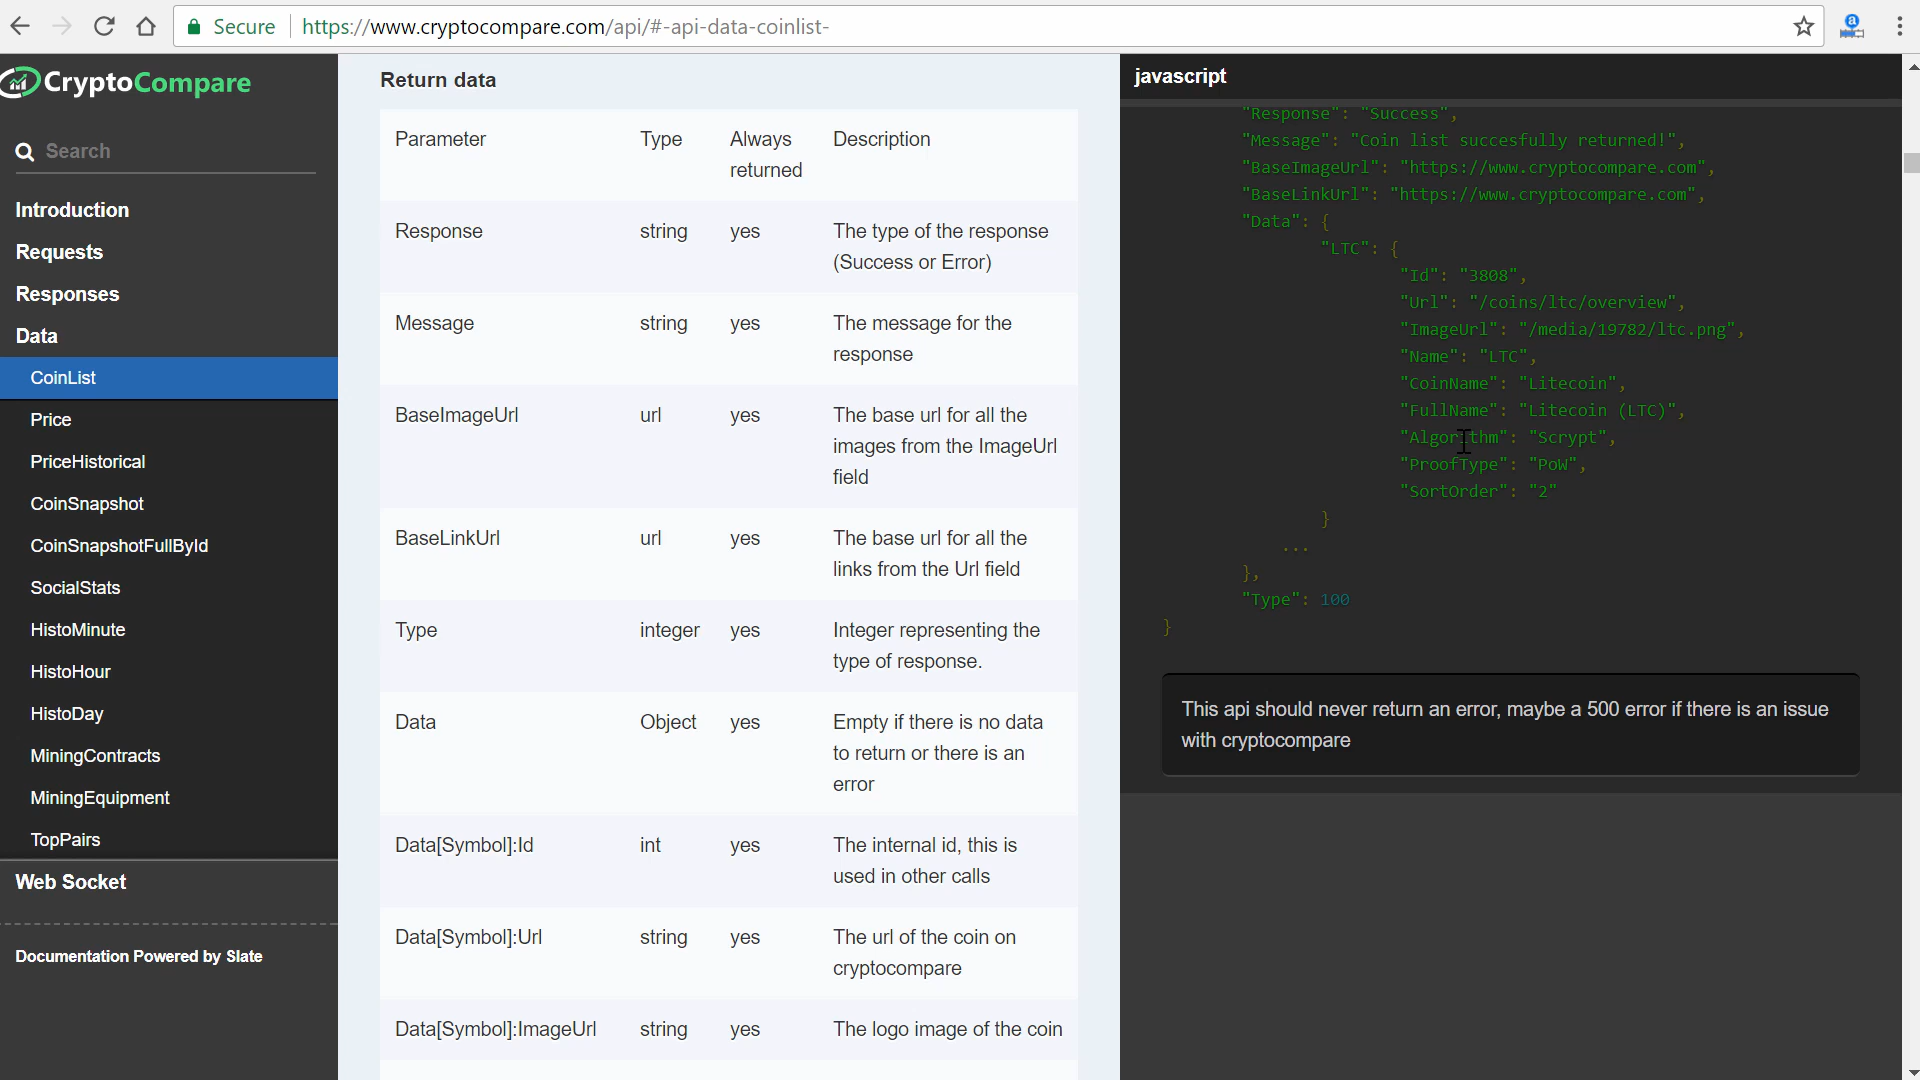 Secure https://www.cryptocompare.com/api/#-api-data-coinlist-
CryptoCompare
Search
Introduction
Requests
Responses
Data
CoinList
Price
PriceHistorical
CoinSnapshot
CoinSnapshotFullById
SocialStats
HistoMinute
HistoHour
HistoDay
MiningContracts
MiningEquipment
TopPairs
Web Socket
Documentation Powered by Slate
Return data
Parameter Type Always Description
returned
Response string yes The type of the response
(Success or Error)
Message string yes The message for the
response
BaseImageUrl url yes The base url for all the
images from the ImageUrl
field
BaseLinkUrl url yes The base url for all the
links from the Url field
Type integer yes Integer representing the
type of response.
Data Object yes Empty if there is no data
to return or there is an
error
Data[Symbol]:Id int yes The internal id, this is
used in other calls
Data[Symbol]:Url string yes The url of the coin on
cryptocompare
Data[Symbol]:ImageUrl string yes The logo image of the coin
javascript
"Response": "Success",
"Message": "Coin list succesfully returned!",
"BaseImageUrl": "https://www.cryptocompare.com",
"BaseLinkUrl": "https://www.cryptocompare.com",
"Data": {
"LTC": {
"Id": "3808",
"Url": "/coins/ltc/overview",
"ImageUrl": "/media/19782/ltc.png",
"Name": "LTC",
"CoinName": "Litecoin",
"FullName": "Litecoin (LTC)",
"Algorithm": "Scrypt",
"ProofType": "PoW",
"SortOrder": "2"
}
...
},
"Type": 100
}
This api should never return an error, maybe a 500 error if there is an issue
with cryptocompare